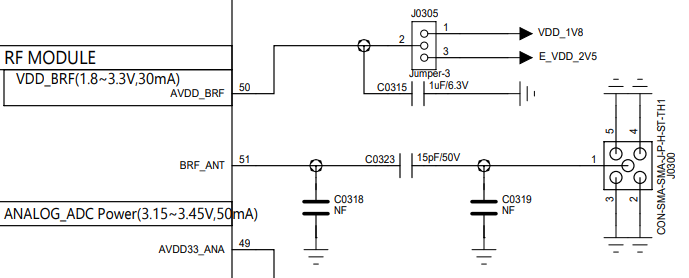 J0305
1
VDD_1V8
2
3
E_VDD_2V5
Jumper-3
RF MODULE
VDD_BRF(1.8~3.3V,30mA)
AVDD_BRF
50
C0315
1uF/6.3V
BRF_ANT
51
C0323
15pF/50V
1
5
4
3
2
CON-SMA-SMA-J-P-H-ST-TH1
J0300
C0318
NF
C0319
NF
ANALOG_ADC Power(3.15~3.45V,50mA)
AVDD33_ANA
49